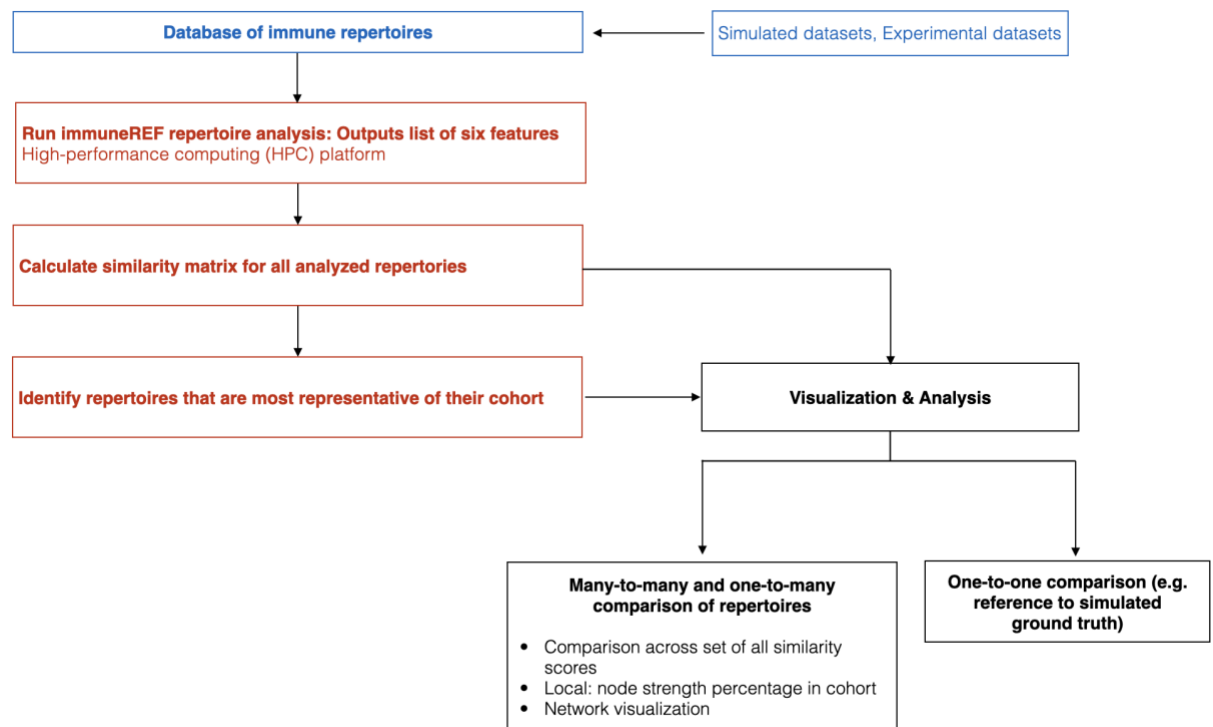 Database of immune repertoires
Simulated datasets, Experimental datasets
Run immuneREF repertoire analysis: Outputs list of six features
High-performance computing (HPC) platform
Calculate similarity matrix for all analyzed repertories
Identify repertoires that are most representative of their cohort
Visualization & Analysis
Many-to-many and one-to-many
comparison of repertoires
• Comparison across set of all similarity
scores
• Local: node strength percentage in cohort
• Network visualization
One-to-one comparison (e.g.
reference to simulated
ground truth)